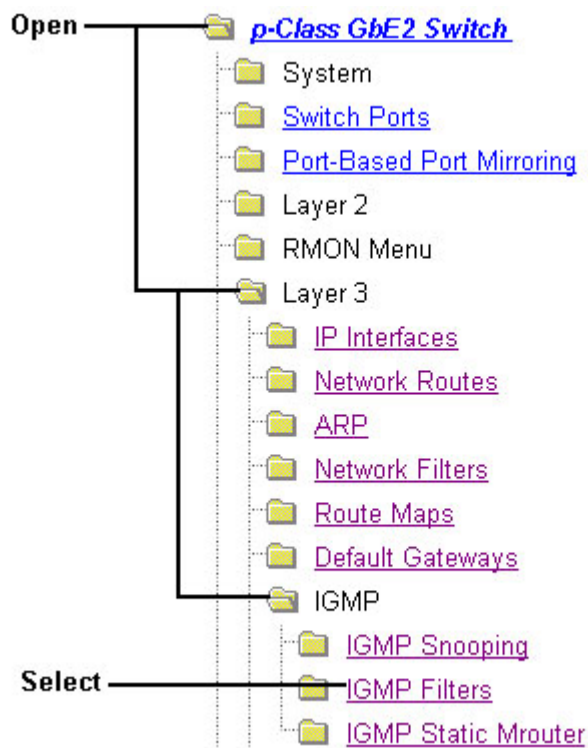 Open p-Class GbE2 Switch
System
Switch Ports
Port-Based Port Mirroring
Layer 2
RMON Menu
Layer 3
IP Interfaces
Network Routes
ARP
Network Filters
Route Maps
Default Gateways
IGMP
IGMP Snooping
Select IGMP Filters
IGMP Static Mrouter